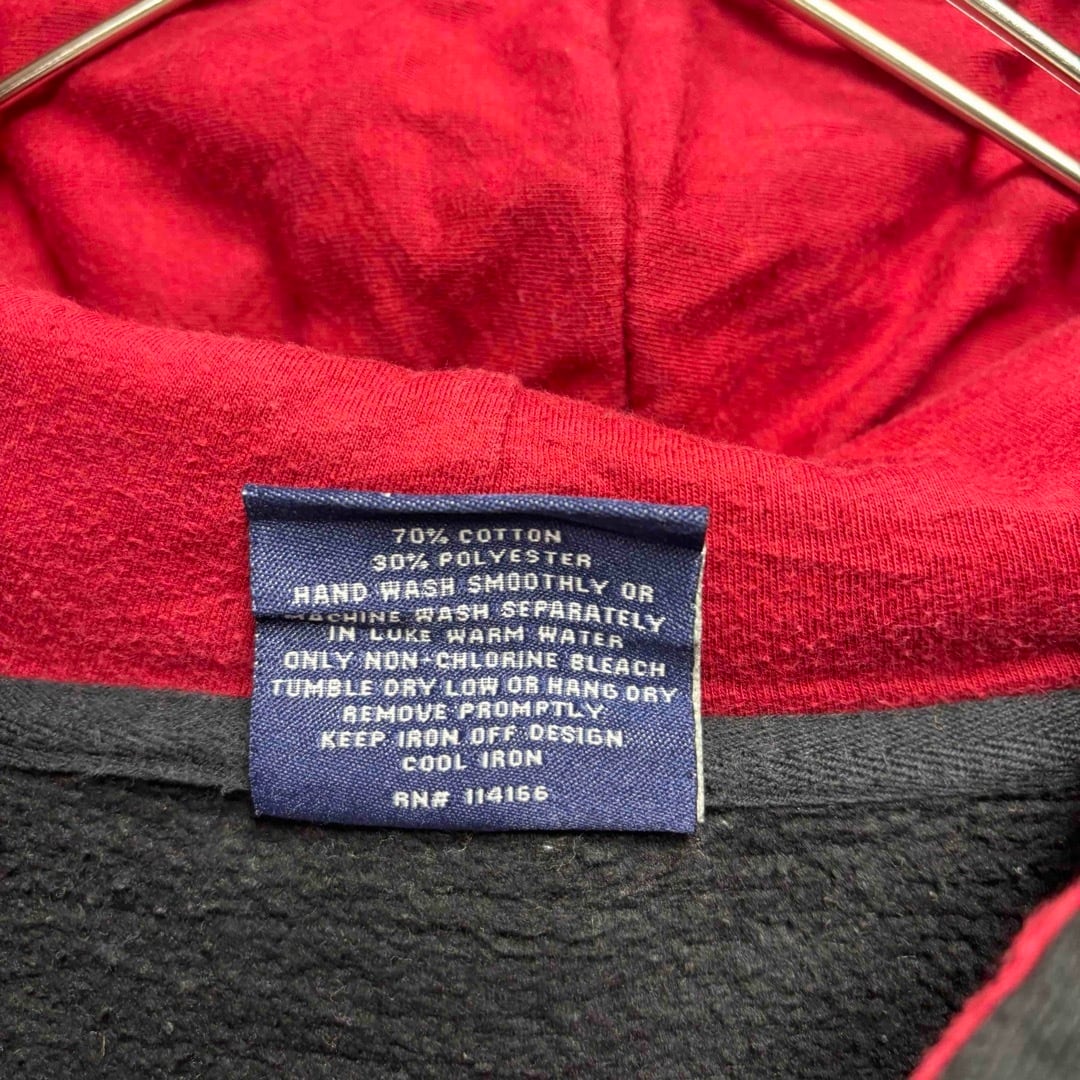 70% COTTON
30% POLYESTER
HAND WASH SMOOTHLY OR
MACHINE WASH SEPARATELY
IN LUKE WARM WATER
ONLY NON-CHLORINE BLEACH
TUMBLE DRY LOW OR HANG DRY
REMOVE PROMPTLY
KEEP IRON OFF DESIGN
COOL IRON
RN# 114166